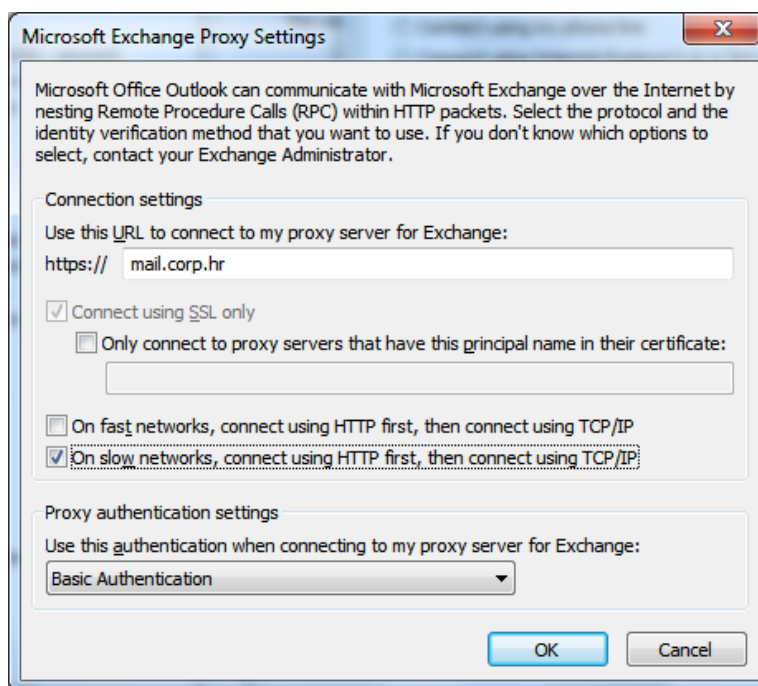 Microsoft Exchange Proxy Settings
Microsoft Office Outlook can communicate with Microsoft Exchange over the Internet by
nesting Remote Procedure Calls (RPC) within HTTP packets. Select the protocol and the
identity verification method that you want to use. If you don't know which options to
select, contact your Exchange Administrator.
Connection settings
Use this URL to connect to my proxy server for Exchange:
https:// mail.corp.hr
Connect using SSL only
Only connect to proxy servers that have this principal name in their certificate:
On fast networks, connect using HTTP first, then connect using TCP/IP
On slow networks, connect using HTTP first, then connect using TCP/IP
Proxy authentication settings
Use this authentication when connecting to my proxy server for Exchange:
Basic Authentication
OK Cancel